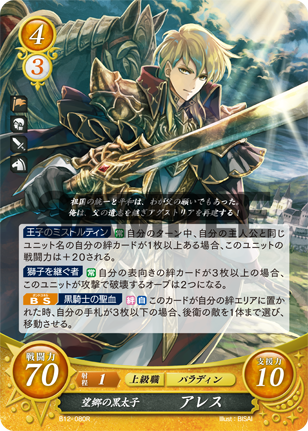 4
3
祖国の統一と平和は、わが父の願いでもあった。
俺は、父の遺志を継ぎアグストリアを再建する！
王子のミストルティン 常 自分のターン中、自分の主人公と同じ
ユニット名の自分の絆カードが1枚以上ある場合、このユニットの
戦闘力は＋20される。
獅子を継ぐ者 常 自分の表向きの絆カードが3枚以上の場合、
このユニットが攻撃で破壊するオーブは2つになる。
BS 黒騎士の聖血 絆 自 このカードが自分の絆エリアに置か
れた時、自分の手札が3枚以下の場合、後衛の敵を1体まで選び、
移動させる。
戦闘力 70
射程 1 上級職 パラディン
支援力 10
望郷の黒太子 アレス
B12-080R
Illust：BISAI